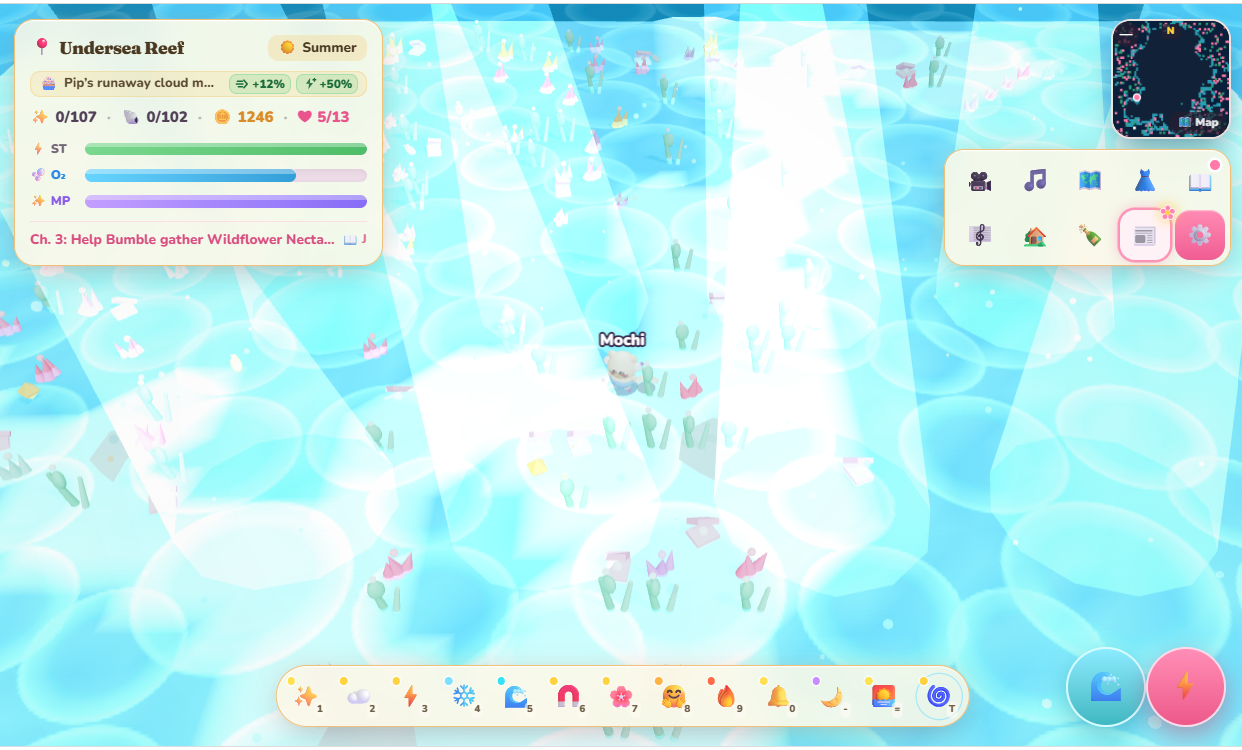 Undersea Reef
Summer
Pip's runaway cloud m...
+12%
+50%
0/107 · 0/102 · 1246 · 5/13
ST
O₂
MP
Ch. 3: Help Bumble gather Wildflower Necta...
J
N
Map
Mochi
1 2 3 4 5 6 7 8 9 0 - = T